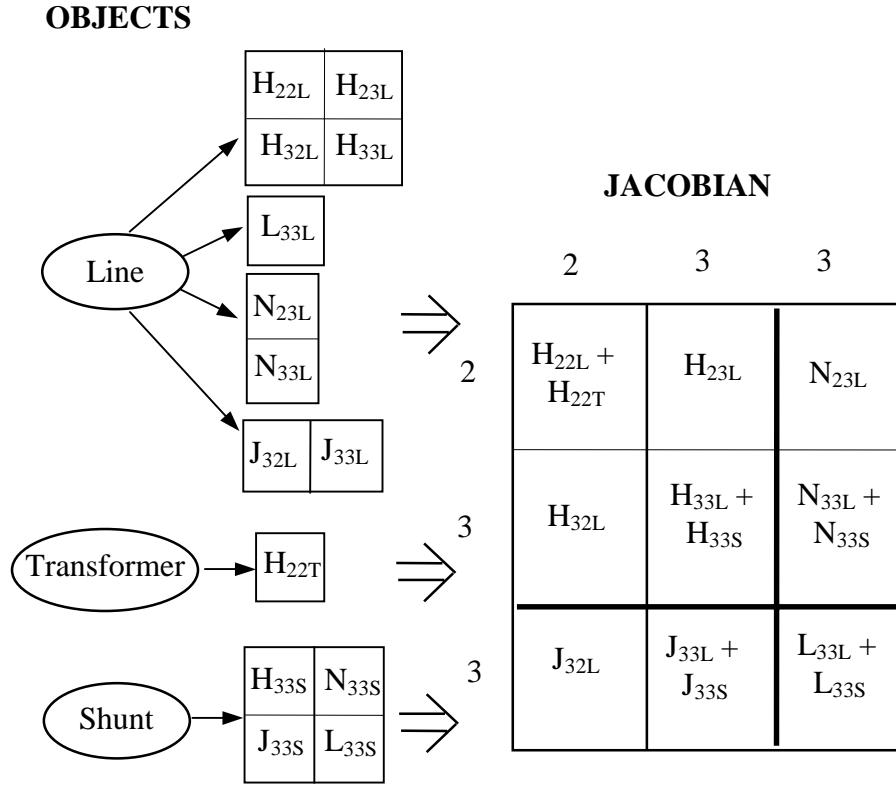 OBJECTS
H22L H23L
H32L H33L
L33L
Line
N23L
N33L
J32L J33L
Transformer
H22T
Shunt
H33S N33S
J33S L33S
JACOBIAN
2 3 3
2
H22L +
H22T
H23L
N23L
3
H32L
H33L +
H33S
N33L +
N33S
3
J32L
J33L +
J33S
L33L +
L33S